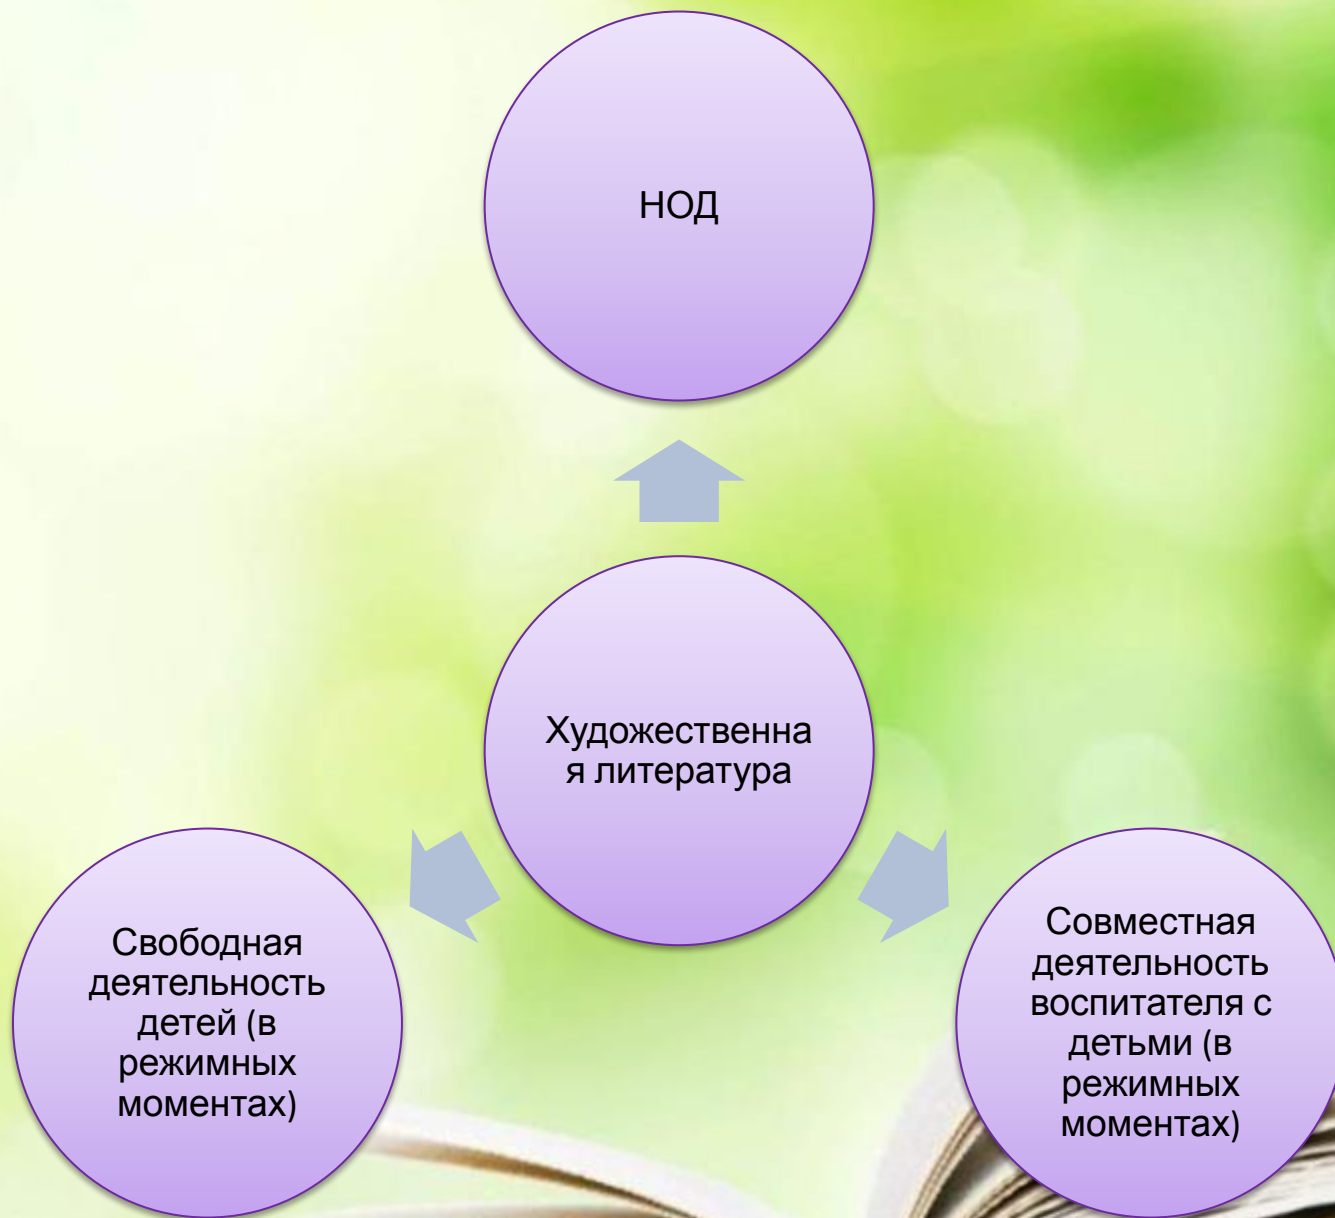 НОД
Художественна
я литература
Свободная
деятельность
детей (в
режимных
моментах)
Совместная
деятельность
воспитателя с
детьми (в
режимных
моментах)